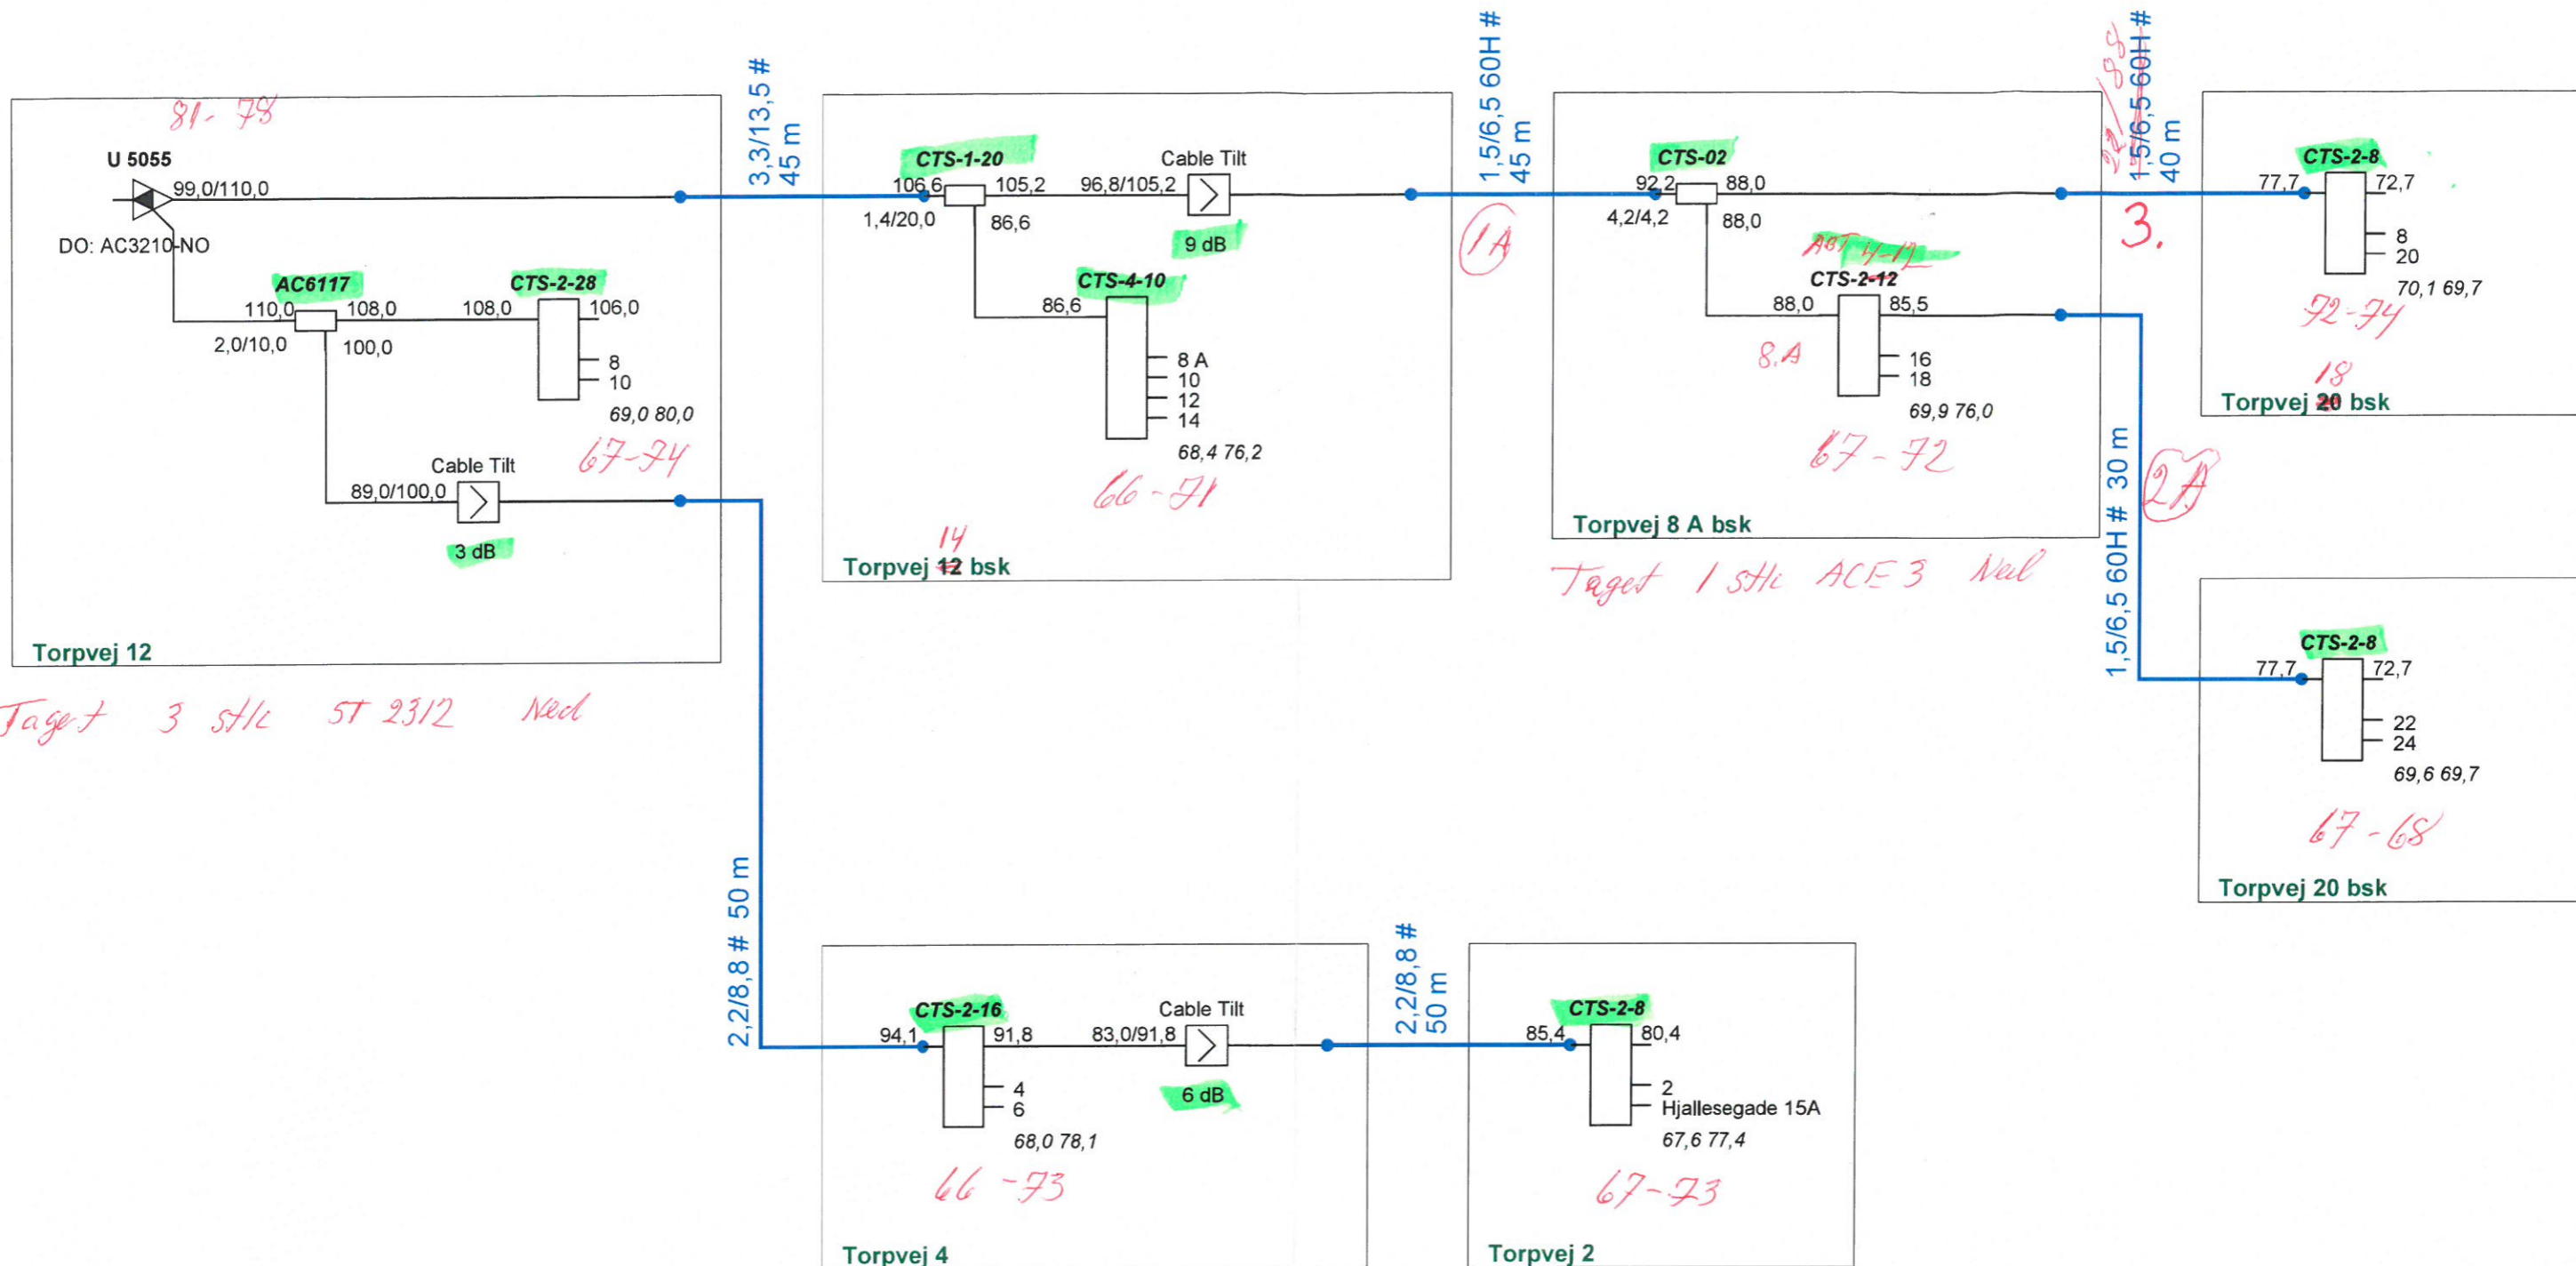 81-78
U 5055
99,0/110,0
DO: AC3210-NO
AC6117
110,0 108,0
2,0/10,0 100,0
CTS-2-28
108,0 106,0
8
10
69,0 80,0
67-74
Cable Tilt
89,0/100,0
3 dB
Torpvej 12
Taget 3 stk ST 2312 Ned
3,3/13,5 #
45 m
CTS-1-20
106,6 105,2
1,4/20,0 86,6
Cable Tilt
96,8/105,2
9 dB
CTS-4-10
86,6
8 A
10
12
14
68,4 76,2
66-71
14
Torpvej 12 bsk
1,5/6,5 60H #
45 m
1A
CTS-02
92,2 88,0
4,2/4,2 88,0
ABT 4-12
CTS-2-12
88,0 85,5
8.A
16
18
69,9 76,0
67-72
Torpvej 8 A bsk
Taget 1 stk ACE 3 Ned
1,5/6,5 60H #
40 m
3.
CTS-2-8
77,7 72,7
8
20
70,1 69,7
72-74
18
Torpvej 20 bsk
1,5/6,5 60H # 30 m
2A
CTS-2-8
77,7 72,7
22
24
69,6 69,7
67-68
Torpvej 20 bsk
2,2/8,8 # 50 m
CTS-2-16
94,1 91,8
4
6
68,0 78,1
66-73
Cable Tilt
83,0/91,8
6 dB
Torpvej 4
2,2/8,8 #
50 m
CTS-2-8
85,4 80,4
2
Hjallesegade 15A
67,6 77,4
67-73
Torpvej 2